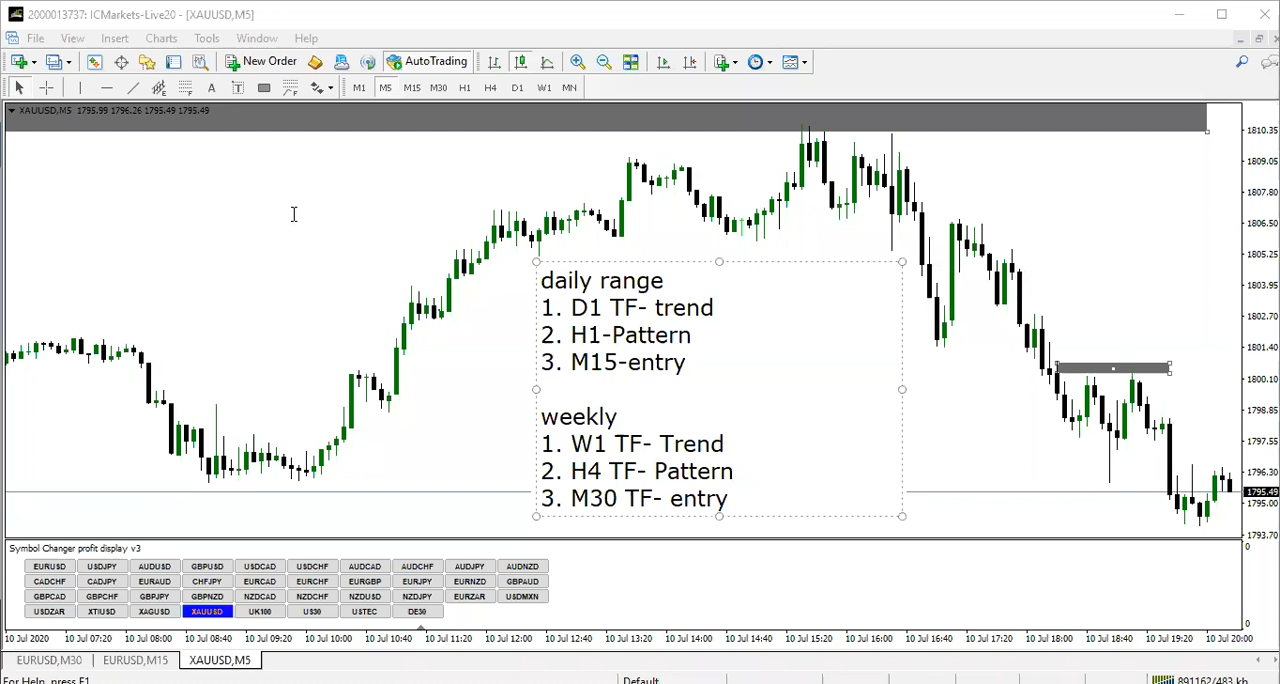 2000013737: ICMarkets-Live20 - [XAUUSD,M5]
File View Insert Charts Tools Window Help
New Order AutoTrading
A T M1 M5 M15 M30 H1 H4 D1 W1 MN
XAUUSD,M5 1795.99 1796.26 1795.49 1795.49
1810.35
1809.05
1807.80
1806.50
1805.25
1803.95
1802.70
1801.40
1800.10
1798.85
1797.55
1796.30
1795.49
1795.00
1793.70
daily range
1. D1 TF- trend
2. H1-Pattern
3. M15-entry
weekly
1. W1 TF- Trend
2. H4 TF- Pattern
3. M30 TF- entry
Symbol Changer profit display v3
0
EURUSD USDJPY AUDUSD GBPUSD USDCAD USDCHF AUDCAD AUDCHF AUDJPY AUDNZD
CADCHF CADJPY EURAUD CHFJPY EURCAD EURCHF EURGBP EURJPY EURNZD GBPAUD
GBPCAD GBPCHF GBPJPY GBPNZD NZDCAD NZDCHF NZDUSD NZDJPY EURZAR USDMXN
USDZAR XTIUSD XAGUSD XAUUSD UK100 US30 USTEC DE30
0
10 Jul 2020 10 Jul 07:20 10 Jul 08:00 10 Jul 08:40 10 Jul 09:20 10 Jul 10:00 10 Jul 10:40 10 Jul 11:20 10 Jul 12:00 10 Jul 12:40 10 Jul 13:20 10 Jul 14:00 10 Jul 14:40 10 Jul 15:20 10 Jul 16:00 10 Jul 16:40 10 Jul 17:20 10 Jul 18:00 10 Jul 18:40 10 Jul 19:20 10 Jul 20:00
EURUSD,M30 EURUSD,M15 XAUUSD,M5
For Help, press F1 Default 891162/483 kb